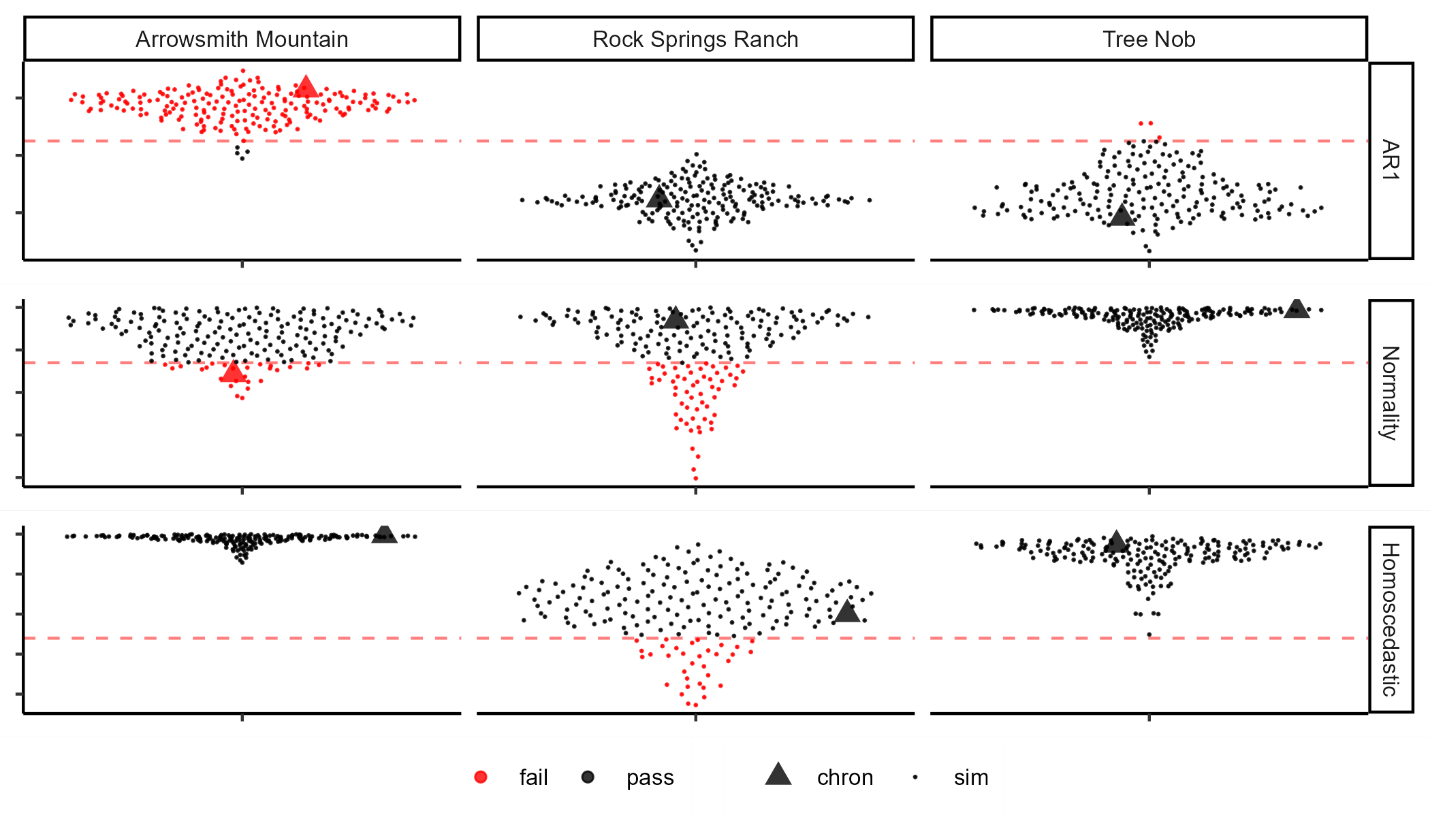 Arrowsmith Mountain
Rock Springs Ranch
Tree Nob
AR1
Normality
Homoscedastic
fail
pass
chron
sim